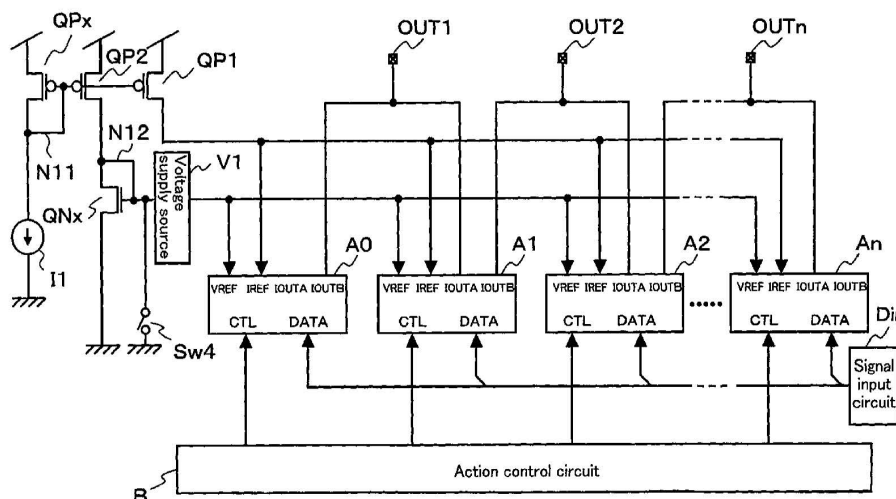 QPx
QP2
QP1
OUT1
OUT2
OUTn
N11
N12
V1
Voltage
supply source
QNx
I1
Sw4
A0
A1
A2
An
VREF IREF IOUTA IOUTB
CTL DATA
VREF IREF IOUTA IOUTB
CTL DATA
VREF IREF IOUTA IOUTB
CTL DATA
VREF IREF IOUTA IOUTB
CTL DATA
Signal
input
circuit
B
Action control circuit